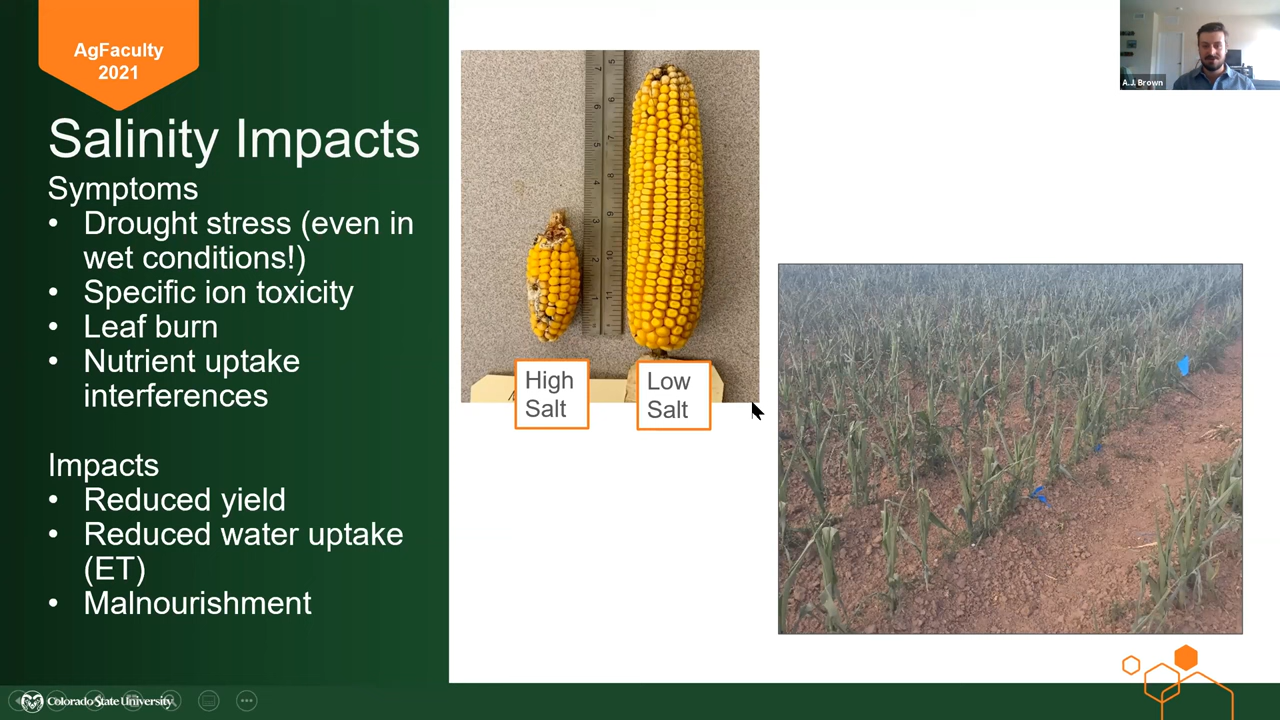 AgFaculty
2021
Salinity Impacts
Symptoms
• Drought stress (even in
wet conditions!)
• Specific ion toxicity
• Leaf burn
• Nutrient uptake
interferences
Impacts
• Reduced yield
• Reduced water uptake
(ET)
• Malnourishment
High
Salt
Low
Salt
A.J. Brown
Colorado State University